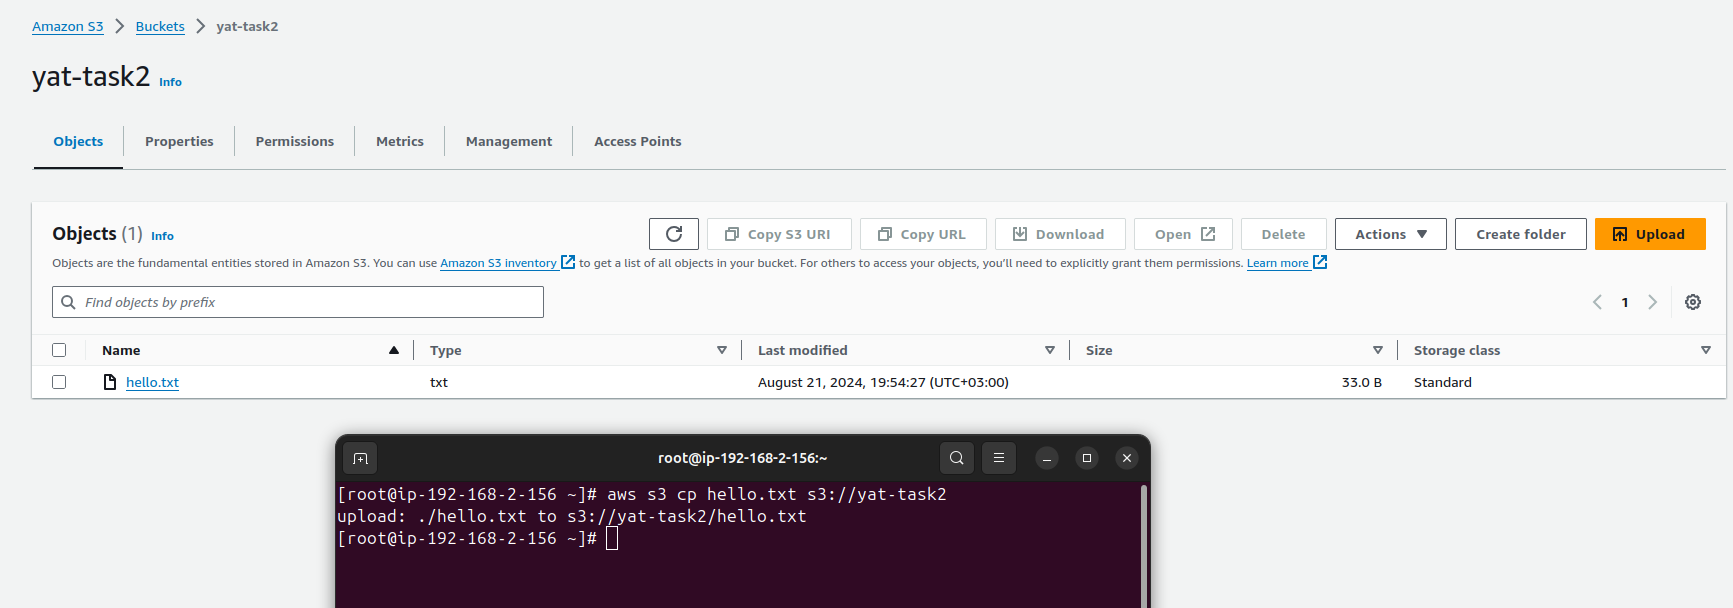 Amazon S3 > Buckets > yat-task2
yat-task2 Info
Objects Properties Permissions Metrics Management Access Points
Objects (1) Info
Copy S3 URI Copy URL Download Open Delete Actions Create folder Upload
Objects are the fundamental entities stored in Amazon S3. You can use Amazon S3 inventory to get a list of all objects in your bucket. For others to access your objects, you'll need to explicitly grant them permissions. Learn more
Find objects by prefix
1
Name Type Last modified Size Storage class
hello.txt txt August 21, 2024, 19:54:27 (UTC+03:00) 33.0 B Standard
root@ip-192-168-2-156:~
[root@ip-192-168-2-156 ~]# aws s3 cp hello.txt s3://yat-task2
upload: ./hello.txt to s3://yat-task2/hello.txt
[root@ip-192-168-2-156 ~]#